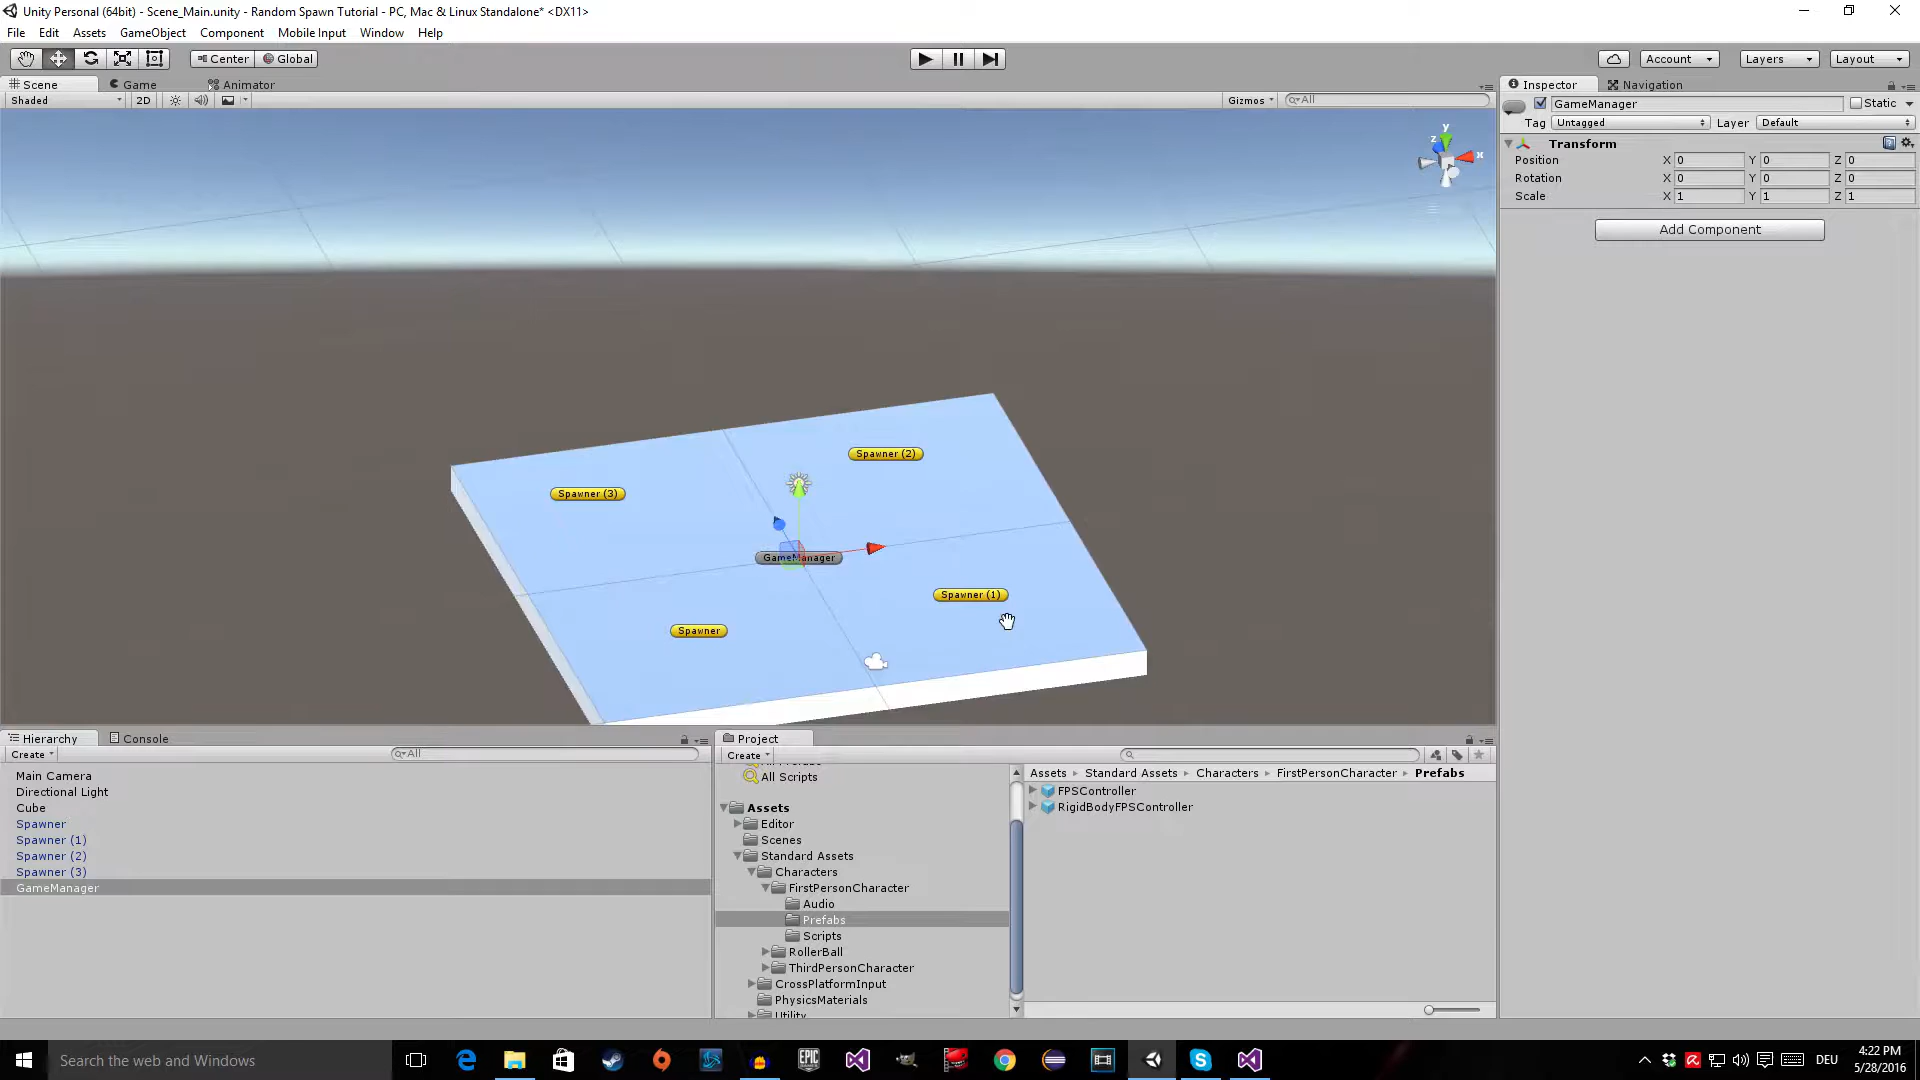 Unity Personal (64bit) - Scene_Main.unity - Random Spawn Tutorial - PC, Mac & Linux Standalone* <DX11>
File Edit Assets GameObject Component Mobile Input Window Help
Center Global Account Layers Layout
Scene Game Animator Inspector Navigation
Shaded 2D Gizmos All
GameManager Static
Tag Untagged Layer Default
Transform
Position X 0 Y 0 Z 0
Rotation X 0 Y 0 Z 0
Scale X 1 Y 1 Z 1
Add Component
y
z
x
Spawner (2)
Spawner (3)
GameManager
Spawner (1)
Spawner
Hierarchy Console
Create All
Main Camera
Directional Light
Cube
Spawner
Spawner (1)
Spawner (2)
Spawner (3)
GameManager
Project
Create
All Scripts
Assets
Editor
Scenes
Standard Assets
Characters
FirstPersonCharacter
Audio
Prefabs
Scripts
RollerBall
ThirdPersonCharacter
CrossPlatformInput
PhysicsMaterials
Utility
Assets Standard Assets Characters FirstPersonCharacter Prefabs
FPSController
RigidBodyFPSController
Search the web and Windows
EPIC GAMES
DEU
4:22 PM
5/28/2016